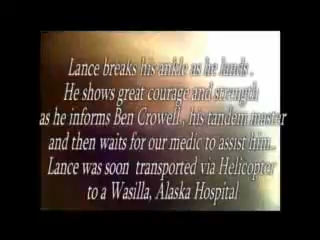 Lance breaks his ankle as he lands .
He shows great courage and strength
as he informs Ben Crowell., his tandem master
and then waits for our medic to assist him..
Lance was soon transported via Helicopter
to a Wasilla, Alaska Hospital